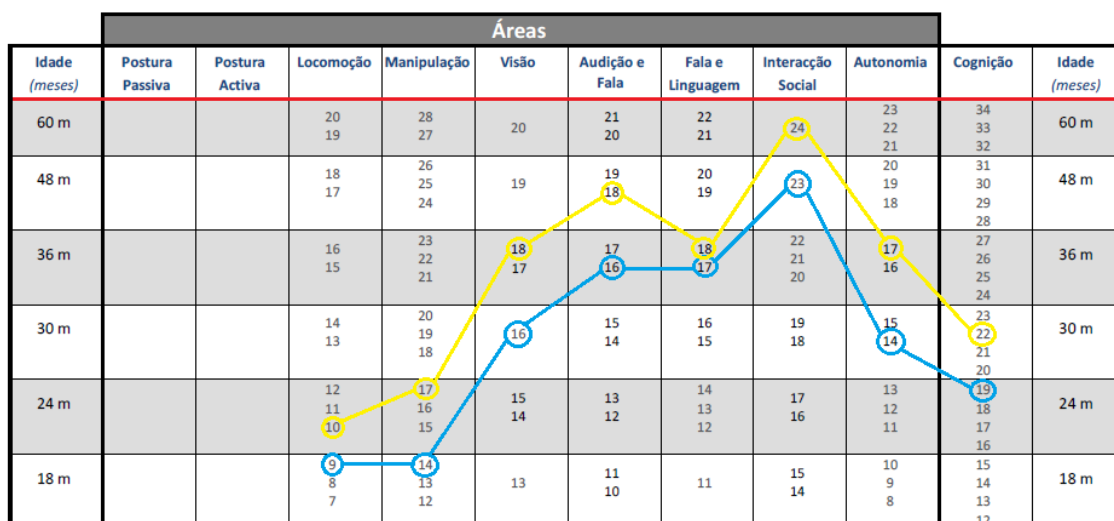 Áreas
Idade (meses) Postura Passiva Postura Activa Locomoção Manipulação Visão Audição e Fala Fala e Linguagem Interacção Social Autonomia Cognição Idade (meses)
60 m 20 19 28 27 20 21 20 22 21 24 23 22 21 34 33 32 60 m
48 m 18 17 26 25 24 19 19 18 20 19 23 20 19 18 31 30 29 28 48 m
36 m 16 15 23 22 21 18 17 17 16 18 17 22 21 20 17 16 27 26 25 24 36 m
30 m 14 13 20 19 18 16 15 14 16 15 19 18 15 14 23 22 21 20 30 m
24 m 12 11 10 17 16 15 15 14 13 12 14 13 12 17 16 13 12 11 19 18 17 16 24 m
18 m 9 8 7 14 13 12 13 11 10 11 15 14 10 9 8 15 14 13 12 18 m